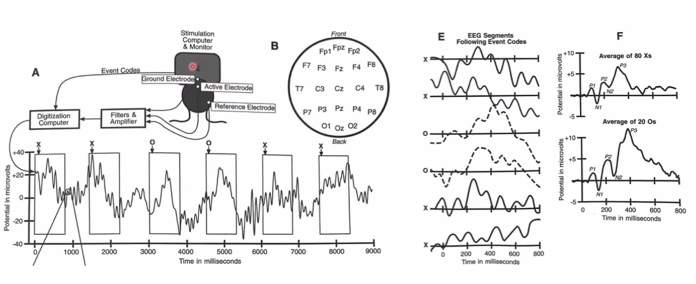 Stimulation
Computer
& Monitor
A
Event Codes
Ground Electrode
Active Electrode
Reference Electrode
Digitization
Computer
Filters &
Amplifier
X X O O X X
Potential in microvolts
+40
+20
0
-20
-40
0 1000 2000 3000 4000 5000 6000 7000 8000 9000
Time in milliseconds
B
Front
Fp1 Fpz Fp2
F7 F3 Fz F4 F8
T7 C3 Cz C4 T8
P7 P3 Pz P4 P8
O1 Oz O2
Back
E
EEG Segments
Following Event Codes
X
X
O
O
X
X
0 200 400 600 800
Time in milliseconds
F
Average of 80 Xs
Potential in microvolts
+10
+5
-5
P1 P2 P3
N1 N2
Average of 20 Os
Potential in microvolts
+10
+5
-5
P1 P2 P3
N1 N2
0 200 400 600 800
Time in milliseconds